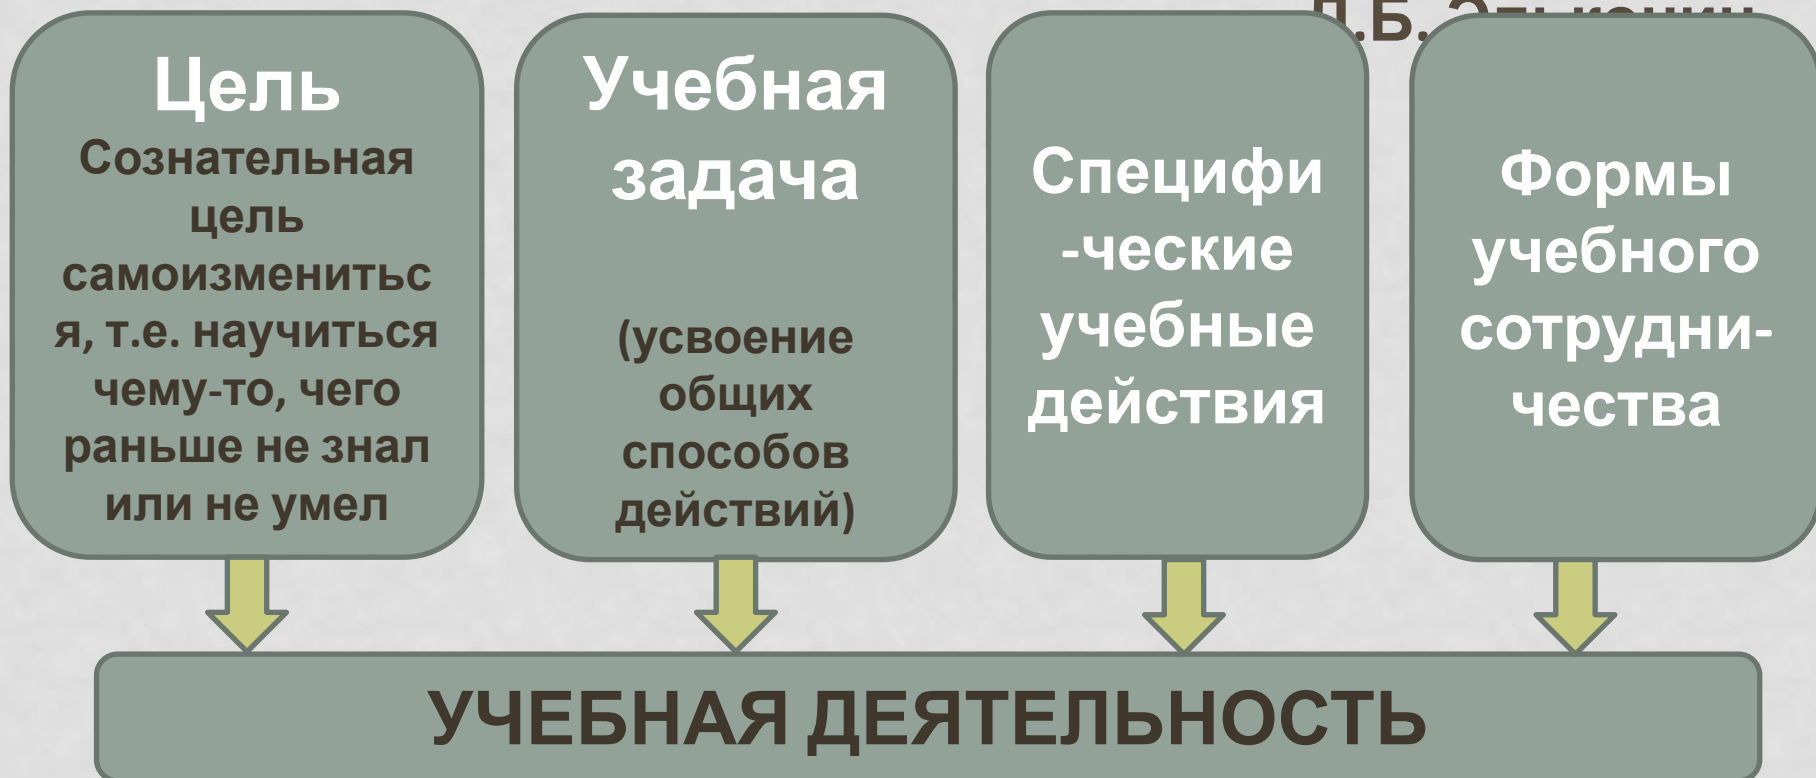 Д.Б. Эльконин
Цель
Сознательная
цель
самоизменитьс
я, т.е. научиться
чему-то, чего
раньше не знал
или не умел
Учебная
задача
(усвоение
общих
способов
действий)
Специфи
-ческие
учебные
действия
Формы
учебного
сотрудни-
чества
УЧЕБНАЯ ДЕЯТЕЛЬНОСТЬ